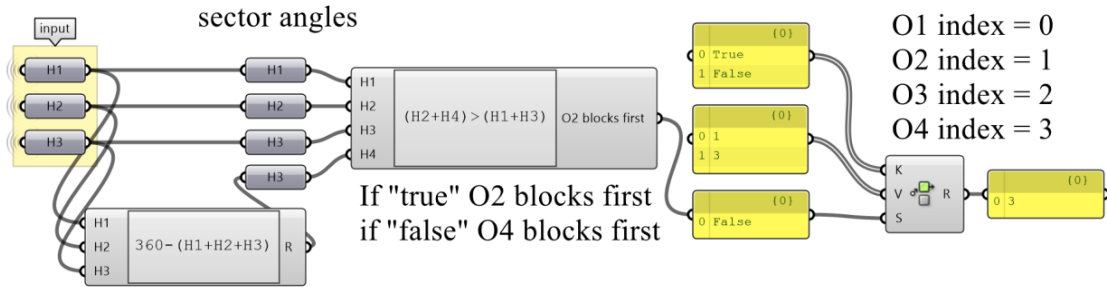 sector angles
input
H1
H2
H3
H1
H2
H3
H3
H1
H2
H3
H4
(H2+H4)>(H1+H3)
O2 blocks first
If "true" O2 blocks first
if "false" O4 blocks first
H1
H2
H3
360-(H1+H2+H3)
R
{0}
0 True
1 False
{0}
0 1
1 3
{0}
0 False
O1 index = 0
O2 index = 1
O3 index = 2
O4 index = 3
K
V
S
R
{0}
0 3